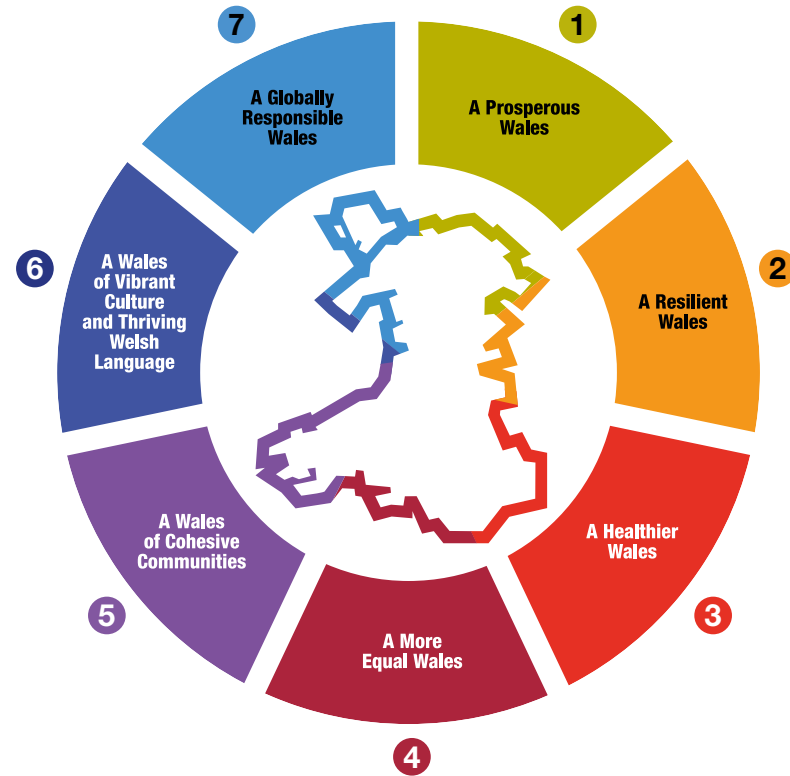 1
A Prosperous
Wales
2
A Resilient
Wales
3
A Healthier
Wales
4
A More
Equal Wales
5
A Wales
of Cohesive
Communities
6
A Wales
of Vibrant
Culture
and Thriving
Welsh
Language
7
A Globally
Responsible
Wales